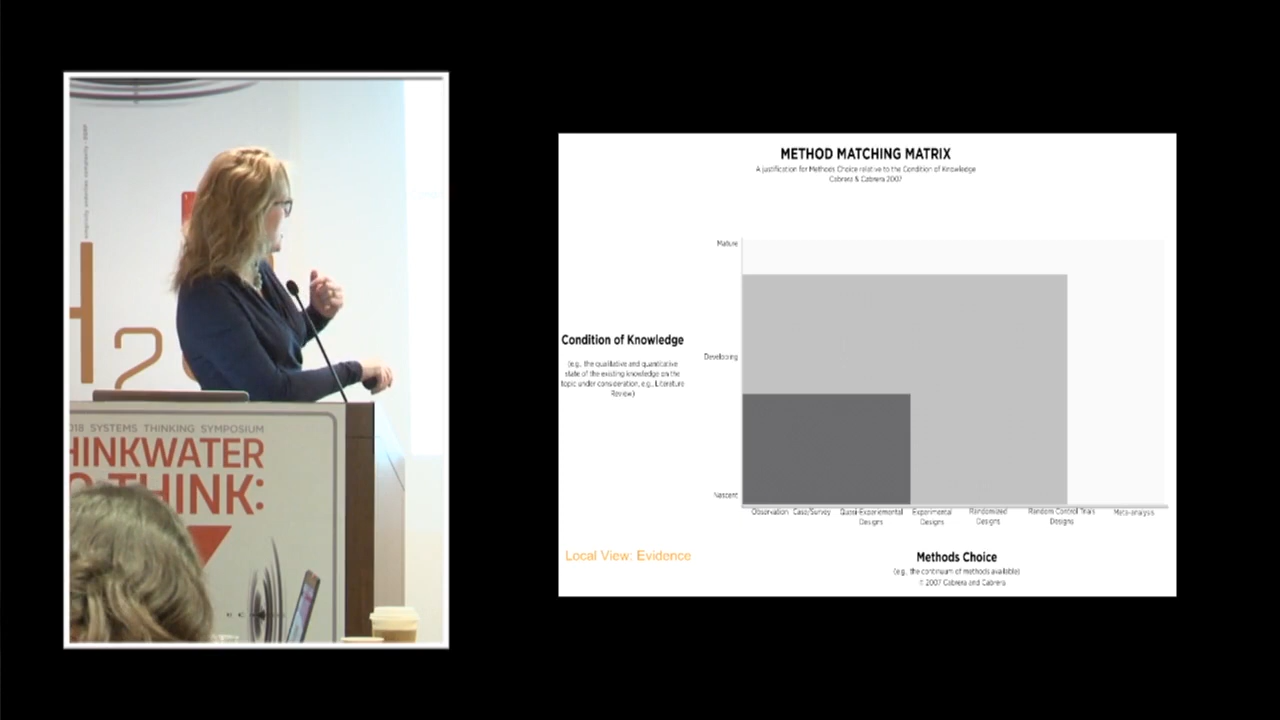 H2
2018 SYSTEMS THINKING SYMPOSIUM
THINKWATER
THINK:
METHOD MATCHING MATRIX
A justification for Methods Choice relative to the Condition of Knowledge
Cabrera & Cabrera 2007
Mature
Condition of Knowledge
(e.g., the qualitative and quantitative
state of the existing knowledge on the
topic under consideration, e.g., Literature
Review)
Developing
Nascent
Observation Case/Survey Quasi-Experimental Experimental Randomized Random Control Trials Meta-analysis
Designs Designs Designs Designs
Local View: Evidence
Methods Choice
(e.g., the continuum of methods available)
© 2007 Cabrera and Cabrera